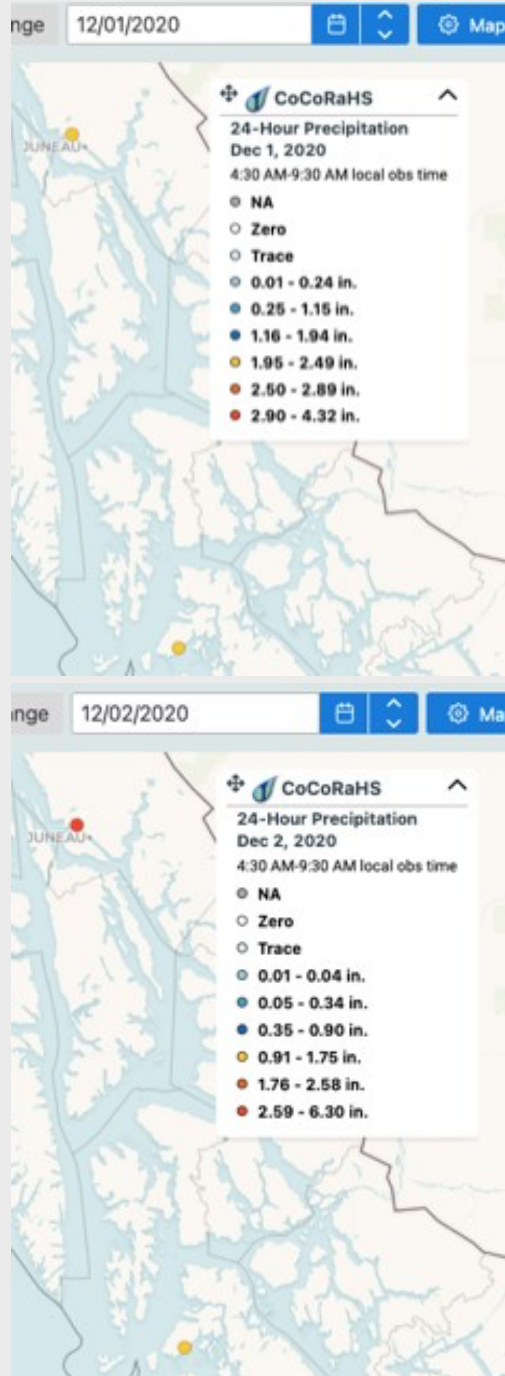 nge 12/01/2020 Map
CoCoRaHS
24-Hour Precipitation
Dec 1, 2020
4:30 AM-9:30 AM local obs time
NA
Zero
Trace
0.01 - 0.24 in.
0.25 - 1.15 in.
1.16 - 1.94 in.
1.95 - 2.49 in.
2.50 - 2.89 in.
2.90 - 4.32 in.
JUNEAU
nge 12/02/2020 Ma
CoCoRaHS
24-Hour Precipitation
Dec 2, 2020
4:30 AM-9:30 AM local obs time
NA
Zero
Trace
0.01 - 0.04 in.
0.05 - 0.34 in.
0.35 - 0.90 in.
0.91 - 1.75 in.
1.76 - 2.58 in.
2.59 - 6.30 in.
JUNEAU